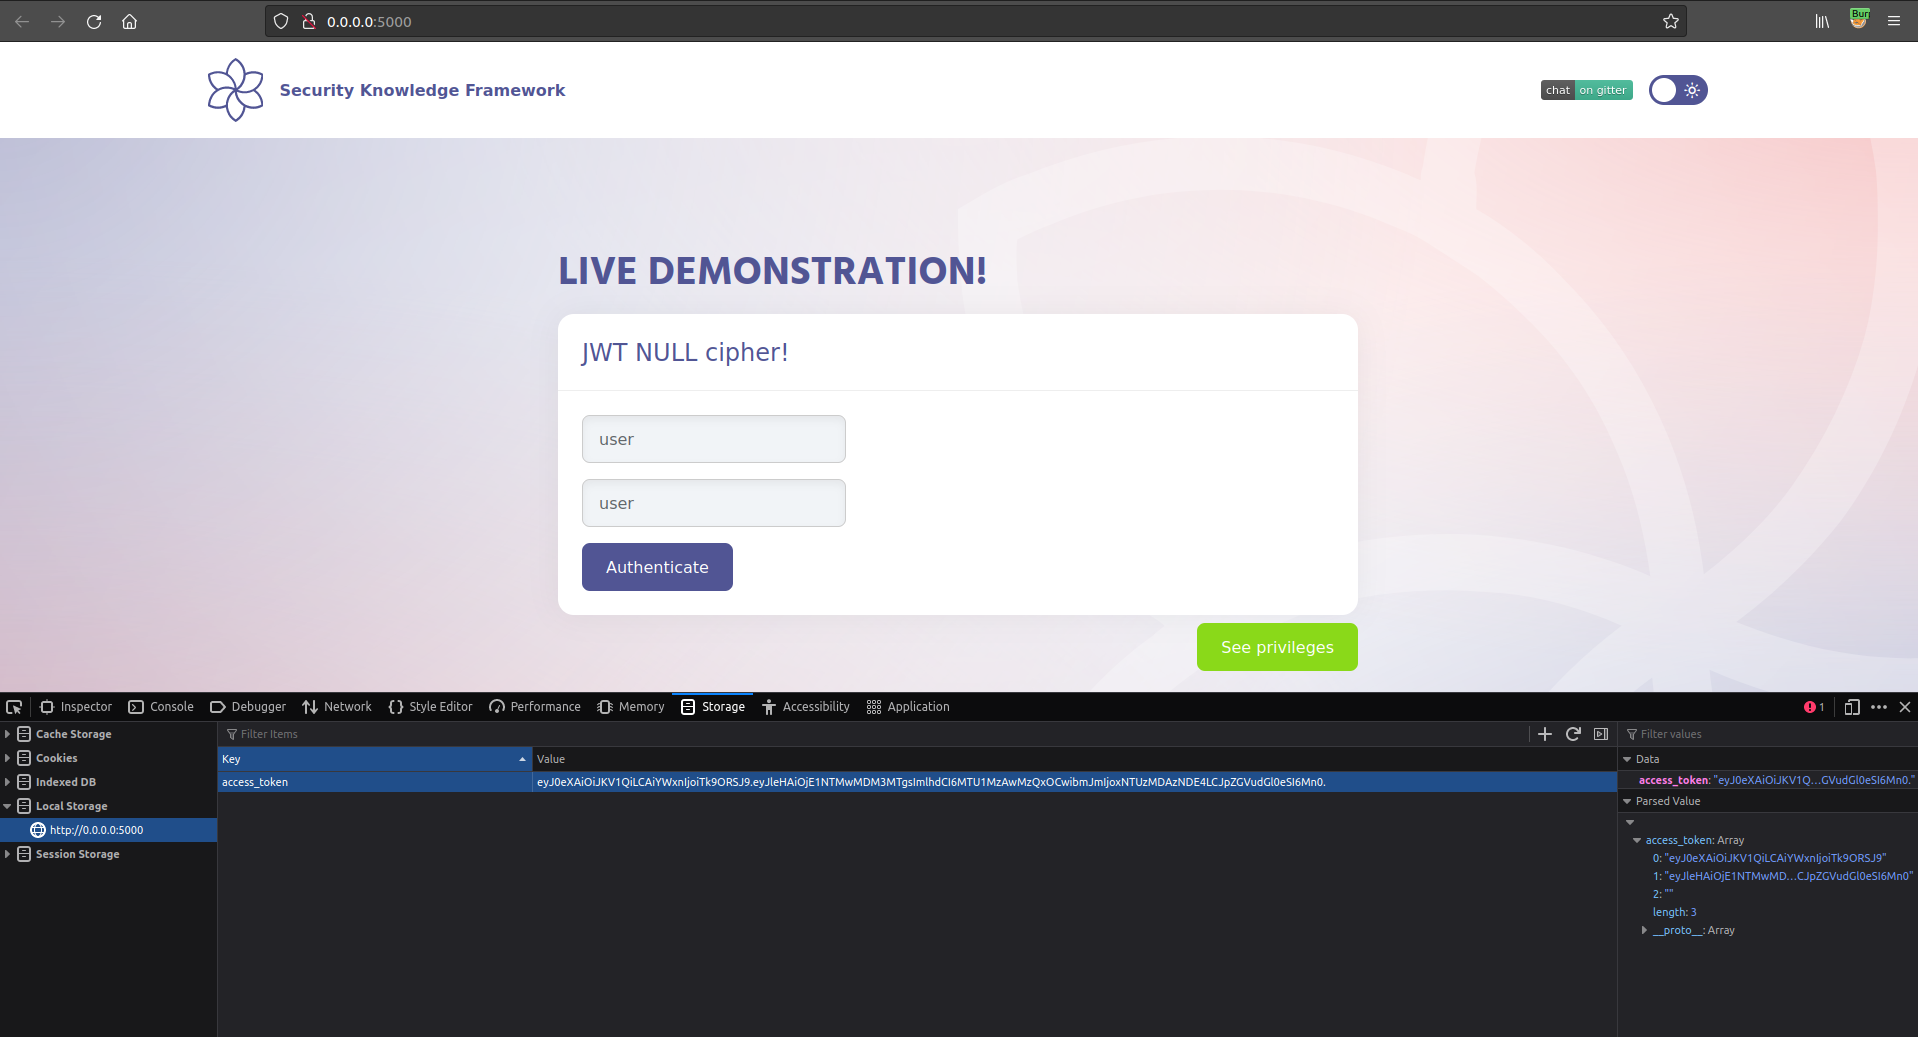 0.0.0.0:5000
Bur
Security Knowledge Framework
chat on gitter
LIVE DEMONSTRATION!
JWT NULL cipher!
user
user
Authenticate
See privileges
Inspector Console Debugger Network Style Editor Performance Memory Storage Accessibility Application 1
Cache Storage
Cookies
Indexed DB
Local Storage
http://0.0.0.0:5000
Session Storage
Filter Items
Key Value
access_token eyJ0eXAiOiJKV1QiLCAiYWxnIjoiTk9ORSJ9.eyJleHAiOjE1NTMwMDM3MTgsImlhdCI6MTU1MzAwMzQxOCwibmJmIjoxNTUzMDAzNDE4LCJpZGVudGl0eSI6Mn0.
Filter values
Data
access_token: "eyJ0eXAiOiJKV1Q...GVudGl0eSI6Mn0."
Parsed Value
access_token: Array
0: "eyJ0eXAiOiJKV1QiLCAiYWxnIjoiTk9ORSJ9"
1: "eyJleHAiOjE1NTMwMD...CJpZGVudGl0eSI6Mn0"
2: ""
length: 3
__proto__: Array